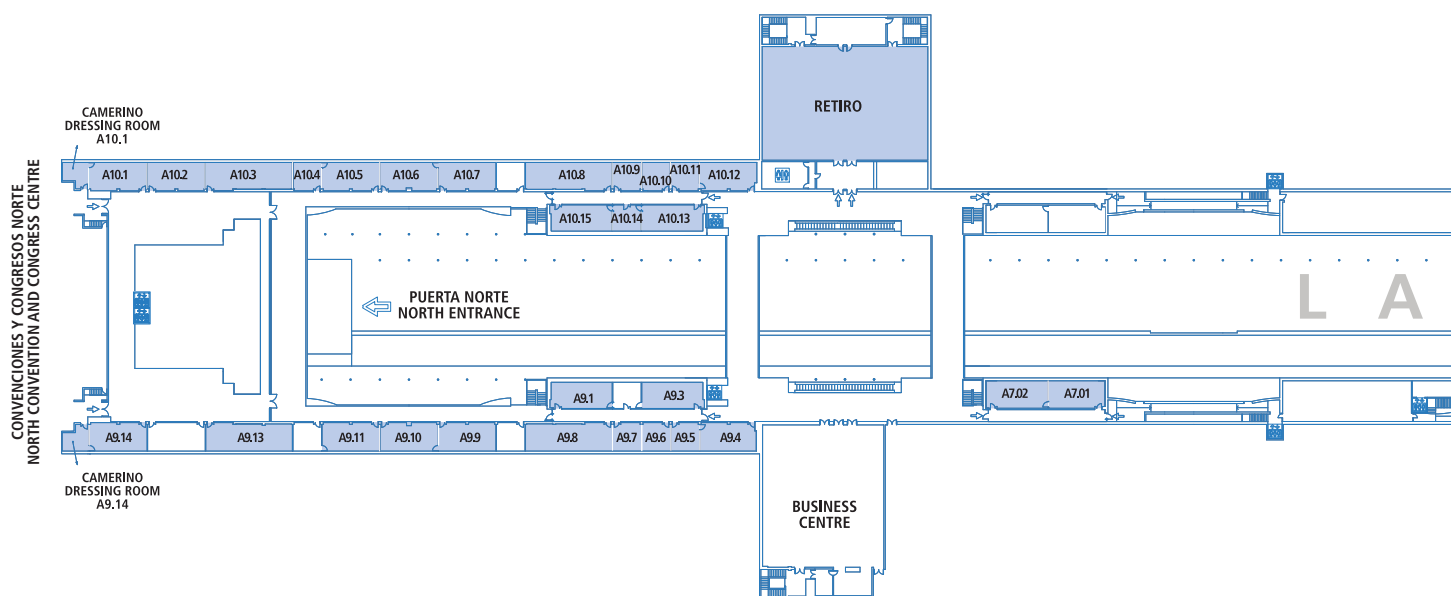 CONVENCIONES Y CONGRESOS NORTE
NORTH CONVENTION AND CONGRESS CENTRE
CAMERINO
DRESSING ROOM
A10.1
RETIRO
A10.1
A10.2
A10.3
A10.4
A10.5
A10.6
A10.7
A10.8
A10.9
A10.10
A10.11
A10.12
A10.15
A10.14
A10.13
PUERTA NORTE
NORTH ENTRANCE
L A
A9.1
A9.3
A7.02
A7.01
A9.14
A9.13
A9.11
A9.10
A9.9
A9.8
A9.7
A9.6
A9.5
A9.4
CAMERINO
DRESSING ROOM
A9.14
BUSINESS
CENTRE